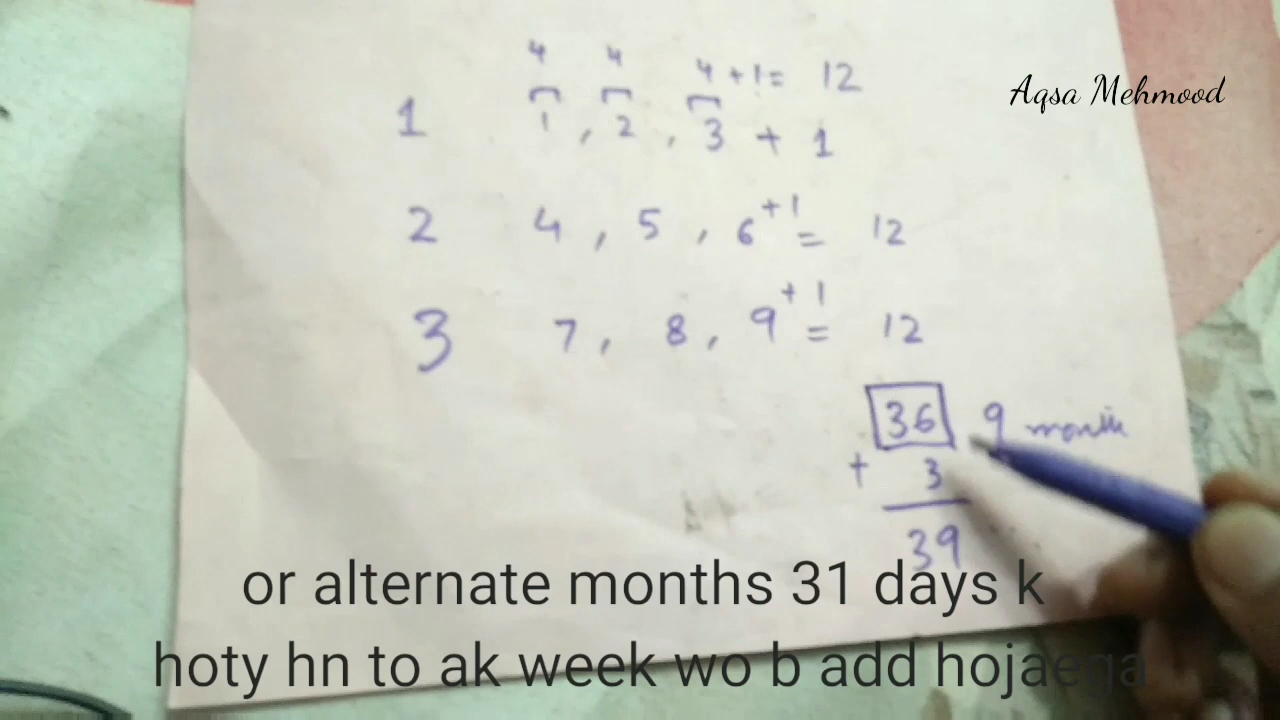 4 4 4 + 1 = 12
Aqsa Mehmood
1 1 , 2 , 3 + 1
2 4 , 5 , 6 +1 = 12
3 7 , 8 , 9 +1 = 12
36 9 month
+ 3
39
or alternate months 31 days k
hoty hn to ak week wo b add hojaega